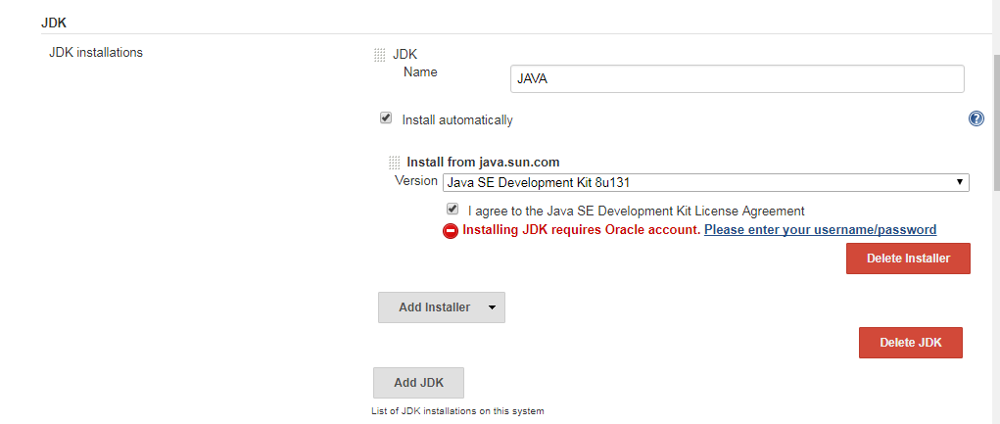 JDK
JDK installations
JDK
Name
JAVA
Install automatically
Install from java.sun.com
Version
Java SE Development Kit 8u131
I agree to the Java SE Development Kit License Agreement
Installing JDK requires Oracle account. Please enter your username/password
Delete Installer
Add Installer
Delete JDK
Add JDK
List of JDK installations on this system